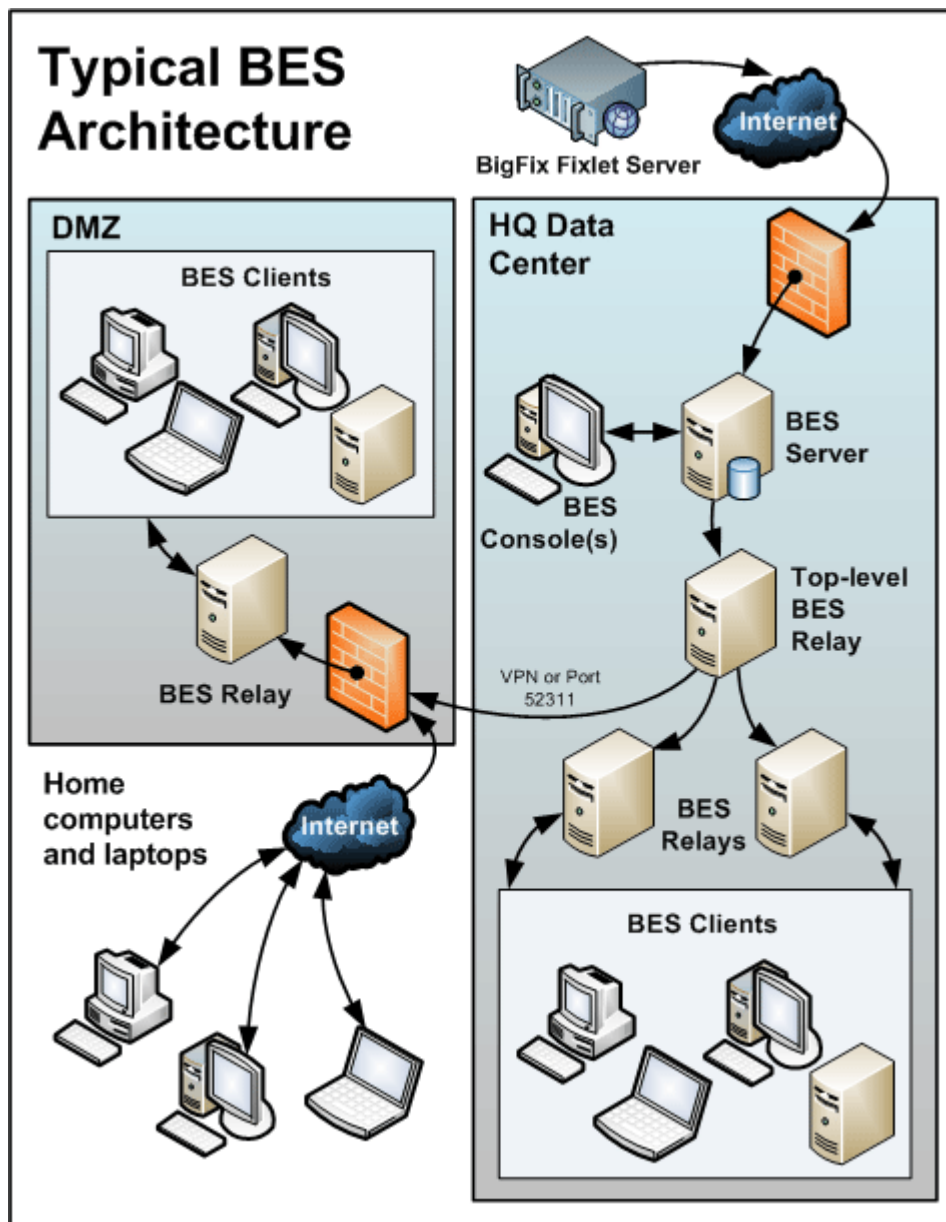 Typical BES
Architecture
Internet
BigFix Fixlet Server
DMZ
BES Clients
BES Relay
HQ Data
Center
BES
Server
BES
Console(s)
Top-level
BES
Relay
VPN or Port
52311
Home
computers
and laptops
Internet
BES
Relays
BES Clients